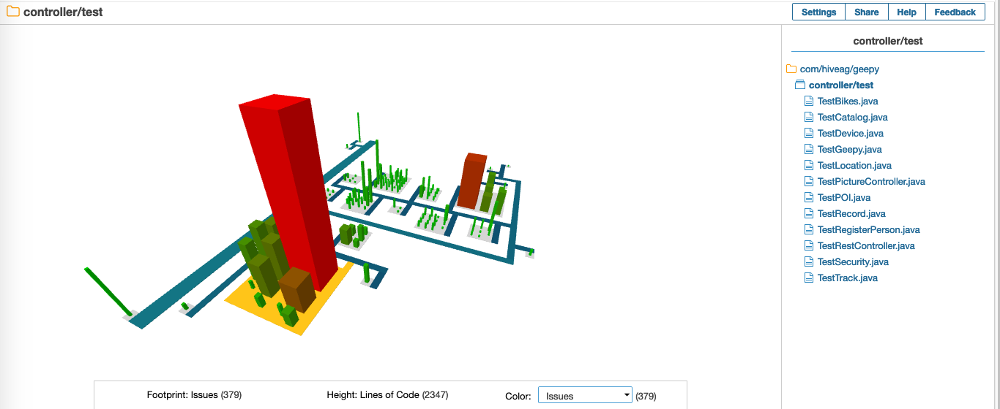 controller/test
Settings Share Help Feedback
controller/test
com/hiveag/geepy
controller/test
TestBikes.java
TestCatalog.java
TestDevice.java
TestGeepy.java
TestLocation.java
TestPictureController.java
TestPOI.java
TestRecord.java
TestRegisterPerson.java
TestRestController.java
TestSecurity.java
TestTrack.java
Footprint: Issues (379) Height: Lines of Code (2347) Color: Issues (379)